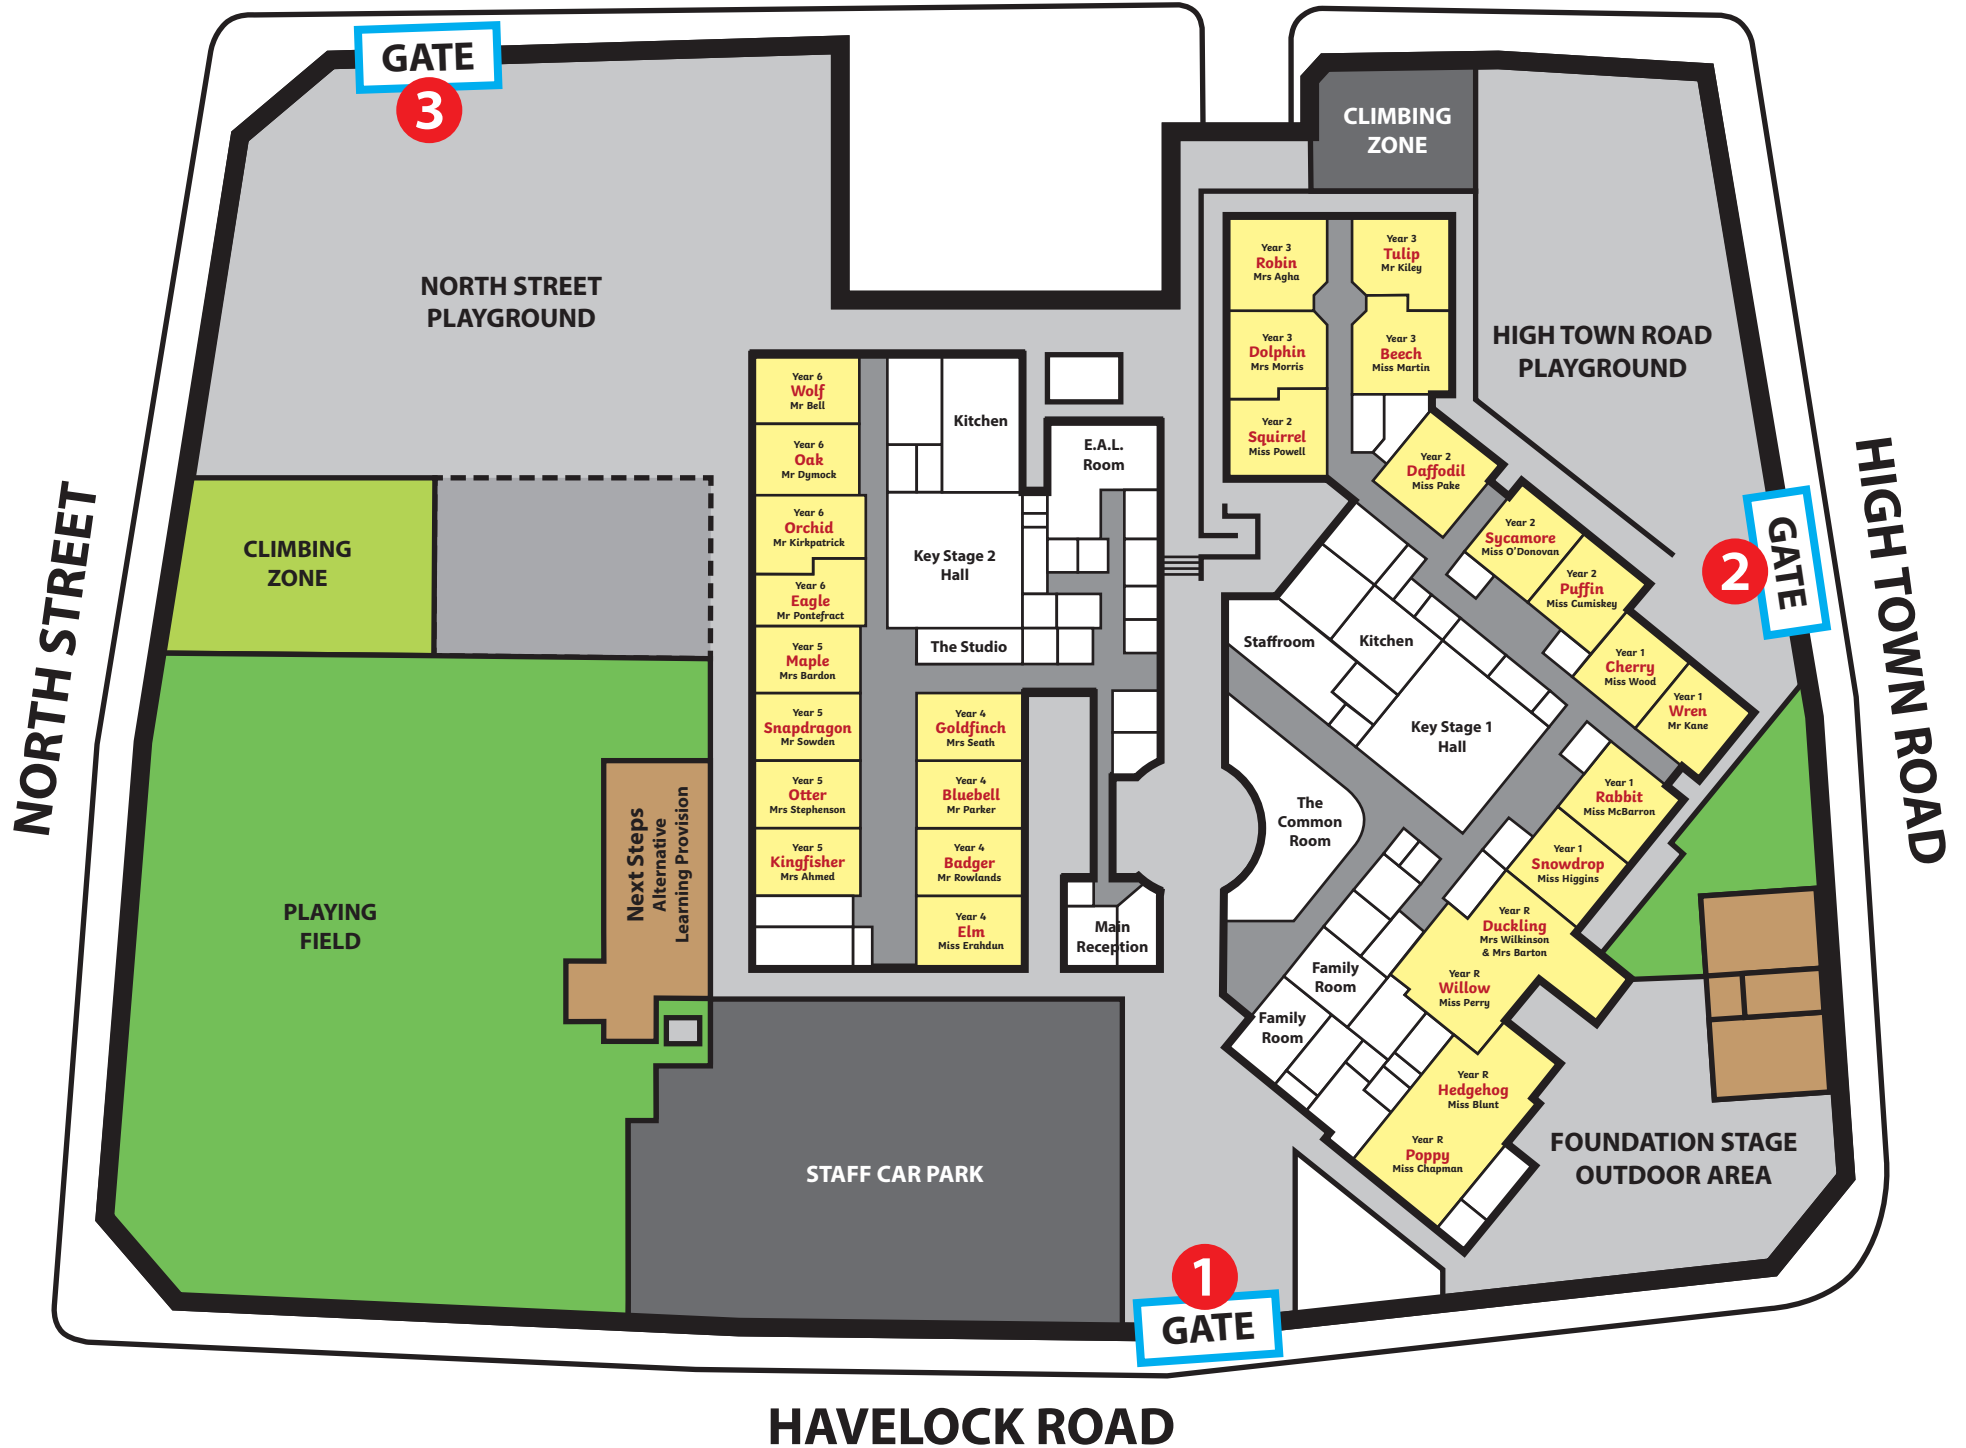 GATE
3
CLIMBING
ZONE
NORTH STREET
PLAYGROUND
HIGH TOWN ROAD
PLAYGROUND
Year 3
Robin
Mrs Agha
Year 3
Tulip
Mr Kiley
Year 3
Dolphin
Mrs Morris
Year 3
Beech
Miss Martin
Year 2
Squirrel
Miss Powell
Year 2
Daffodil
Miss Pake
Year 2
Sycamore
Miss O'Donovan
Year 2
Puffin
Miss Cumiskey
Year 1
Cherry
Miss Wood
Year 1
Wren
Mr Kane
Year 1
Rabbit
Miss McBarron
Year 1
Snowdrop
Miss Higgins
Year R
Duckling
Mrs Wilkinson
& Mrs Barton
Year R
Willow
Miss Perry
Year R
Hedgehog
Miss Blunt
Year R
Poppy
Miss Chapman
Staffroom
Kitchen
Key Stage 1
Hall
The
Common
Room
Family
Room
Family
Room
Year 6
Wolf
Mr Bell
Year 6
Oak
Mr Dymock
Year 6
Orchid
Mr Kirkpatrick
Year 6
Eagle
Mr Pontefract
Year 5
Maple
Mrs Bardon
Year 5
Snapdragon
Mr Sowden
Year 5
Otter
Mrs Stephenson
Year 5
Kingfisher
Mrs Ahmed
Kitchen
E.A.L.
Room
Key Stage 2
Hall
The Studio
Year 4
Goldfinch
Mrs Seath
Year 4
Bluebell
Mr Parker
Year 4
Badger
Mr Rowlands
Year 4
Elm
Miss Erahdun
Main
Reception
CLIMBING
ZONE
PLAYING
FIELD
Next Steps
Alternative
Learning Provision
STAFF CAR PARK
FOUNDATION STAGE
OUTDOOR AREA
2
GATE
1
GATE
NORTH STREET
HIGH TOWN ROAD
HAVELOCK ROAD